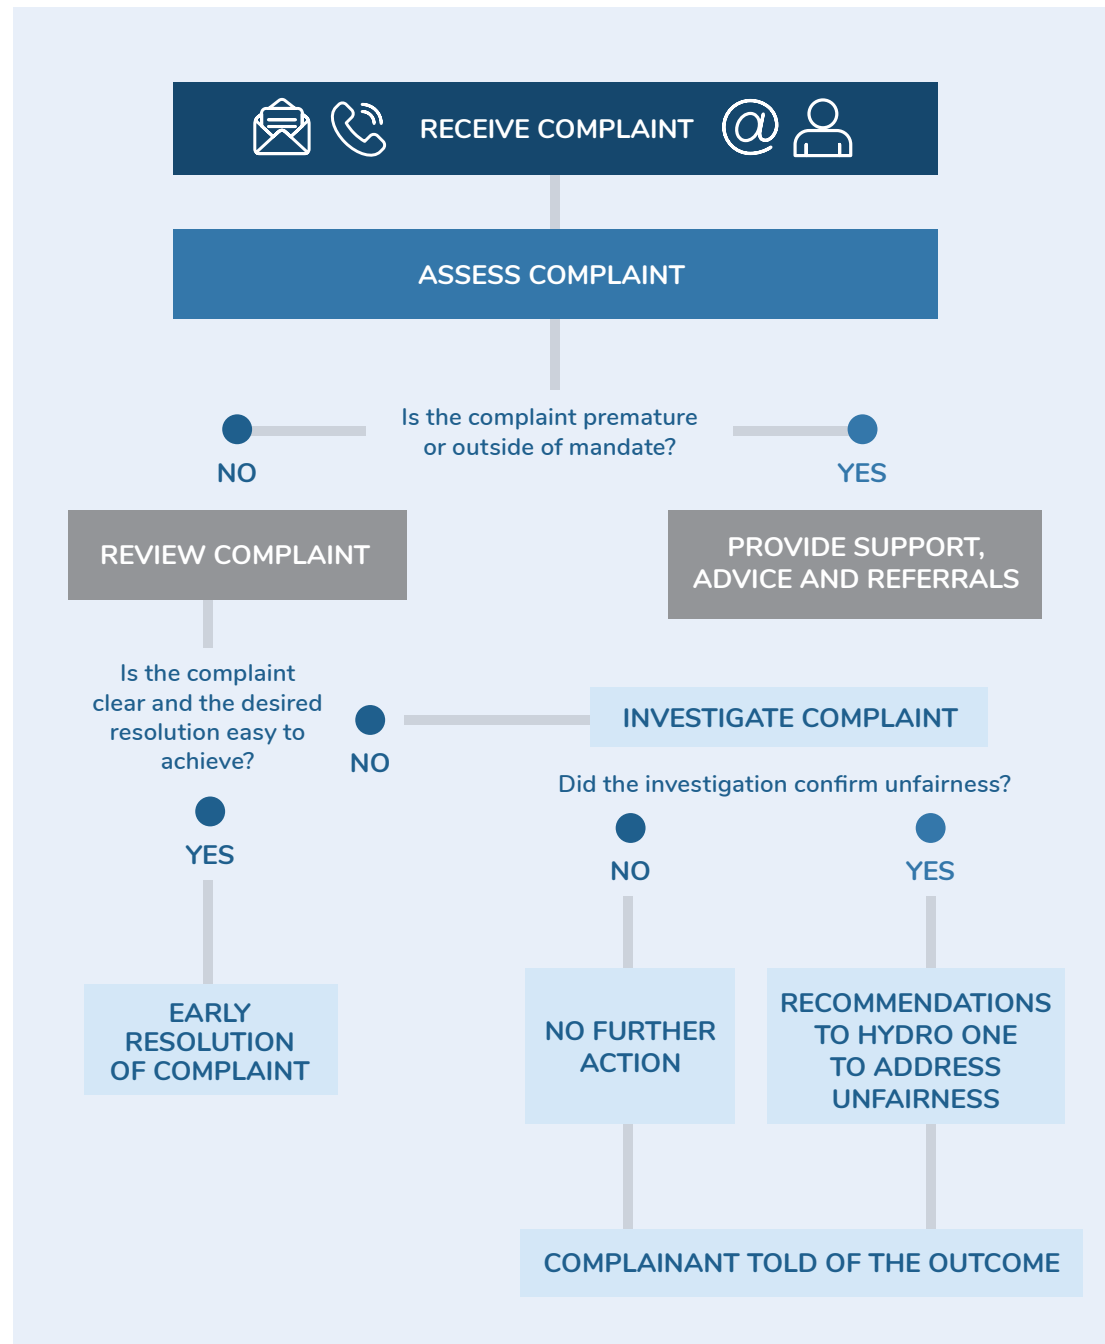 RECEIVE COMPLAINT
ASSESS COMPLAINT
Is the complaint premature
or outside of mandate?
NO
YES
REVIEW COMPLAINT
PROVIDE SUPPORT,
ADVICE AND REFERRALS
Is the complaint
clear and the desired
resolution easy to
achieve?
NO
YES
INVESTIGATE COMPLAINT
Did the investigation confirm unfairness?
NO
YES
EARLY
RESOLUTION
OF COMPLAINT
NO FURTHER
ACTION
RECOMMENDATIONS
TO HYDRO ONE
TO ADDRESS
UNFAIRNESS
COMPLAINANT TOLD OF THE OUTCOME